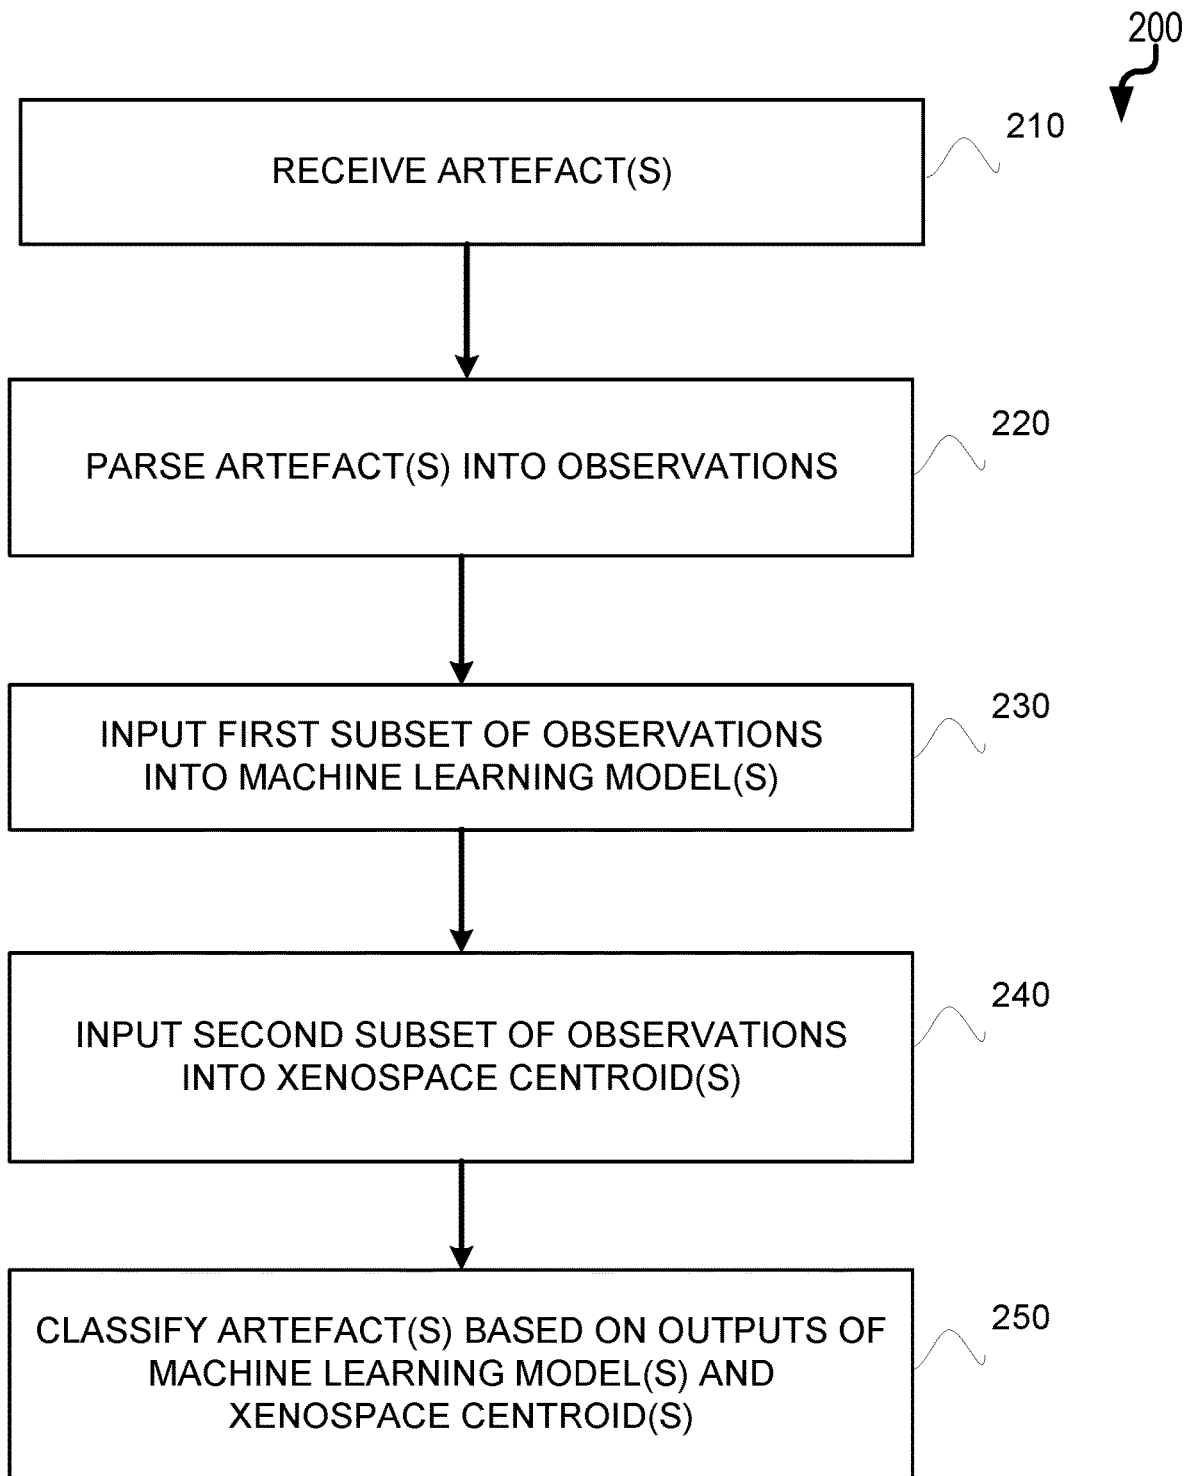 200
210
RECEIVE ARTEFACT(S)
220
PARSE ARTEFACT(S) INTO OBSERVATIONS
230
INPUT FIRST SUBSET OF OBSERVATIONS
INTO MACHINE LEARNING MODEL(S)
240
INPUT SECOND SUBSET OF OBSERVATIONS
INTO XENOSPACE CENTROID(S)
250
CLASSIFY ARTEFACT(S) BASED ON OUTPUTS OF
MACHINE LEARNING MODEL(S) AND
XENOSPACE CENTROID(S)